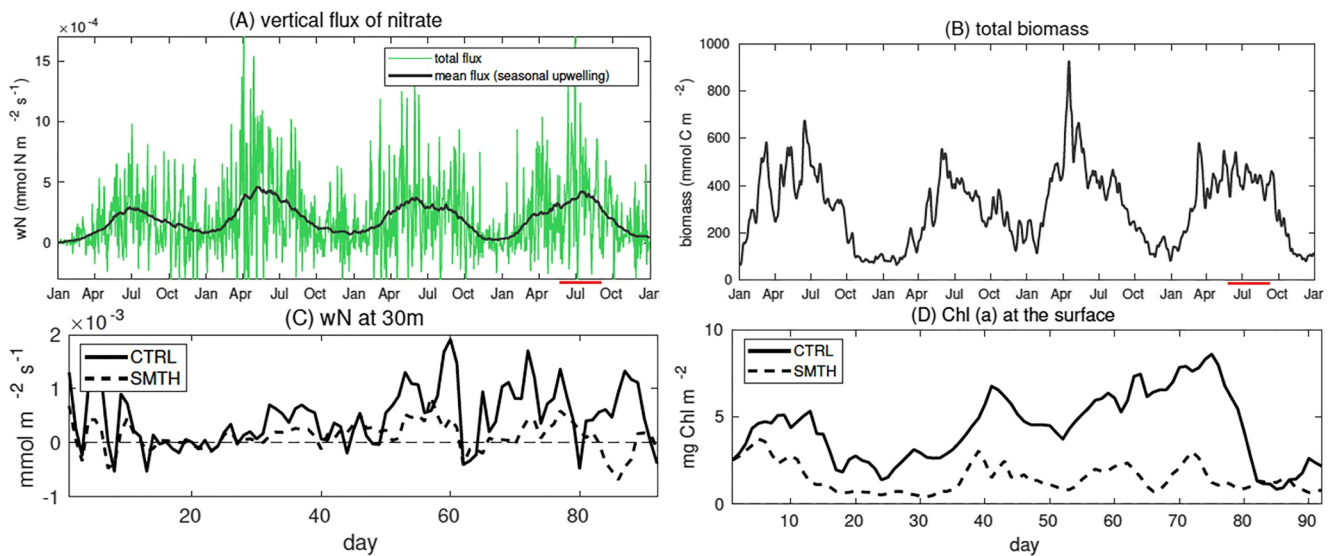 (A) vertical flux of nitrate
×10⁻⁴
wN (mmol N m ⁻² s⁻¹)
15
10
5
0
total flux
mean flux (seasonal upwelling)
Jan Apr Jul Oct Jan Apr Jul Oct Jan Apr Jul Oct Jan Apr Jul Oct Jan
(B) total biomass
biomass (mmol C m ⁻²)
1000
800
600
400
200
0
Jan Apr Jul Oct Jan Apr Jul Oct Jan Apr Jul Oct Jan Apr Jul Oct Jan
(C) wN at 30m
×10⁻³
mmol m ⁻² s⁻¹
2
1
0
-1
CTRL
SMTH
20 40 60 80
day
(D) Chl (a) at the surface
mg Chl m ⁻²
10
5
0
CTRL
SMTH
10 20 30 40 50 60 70 80 90
day